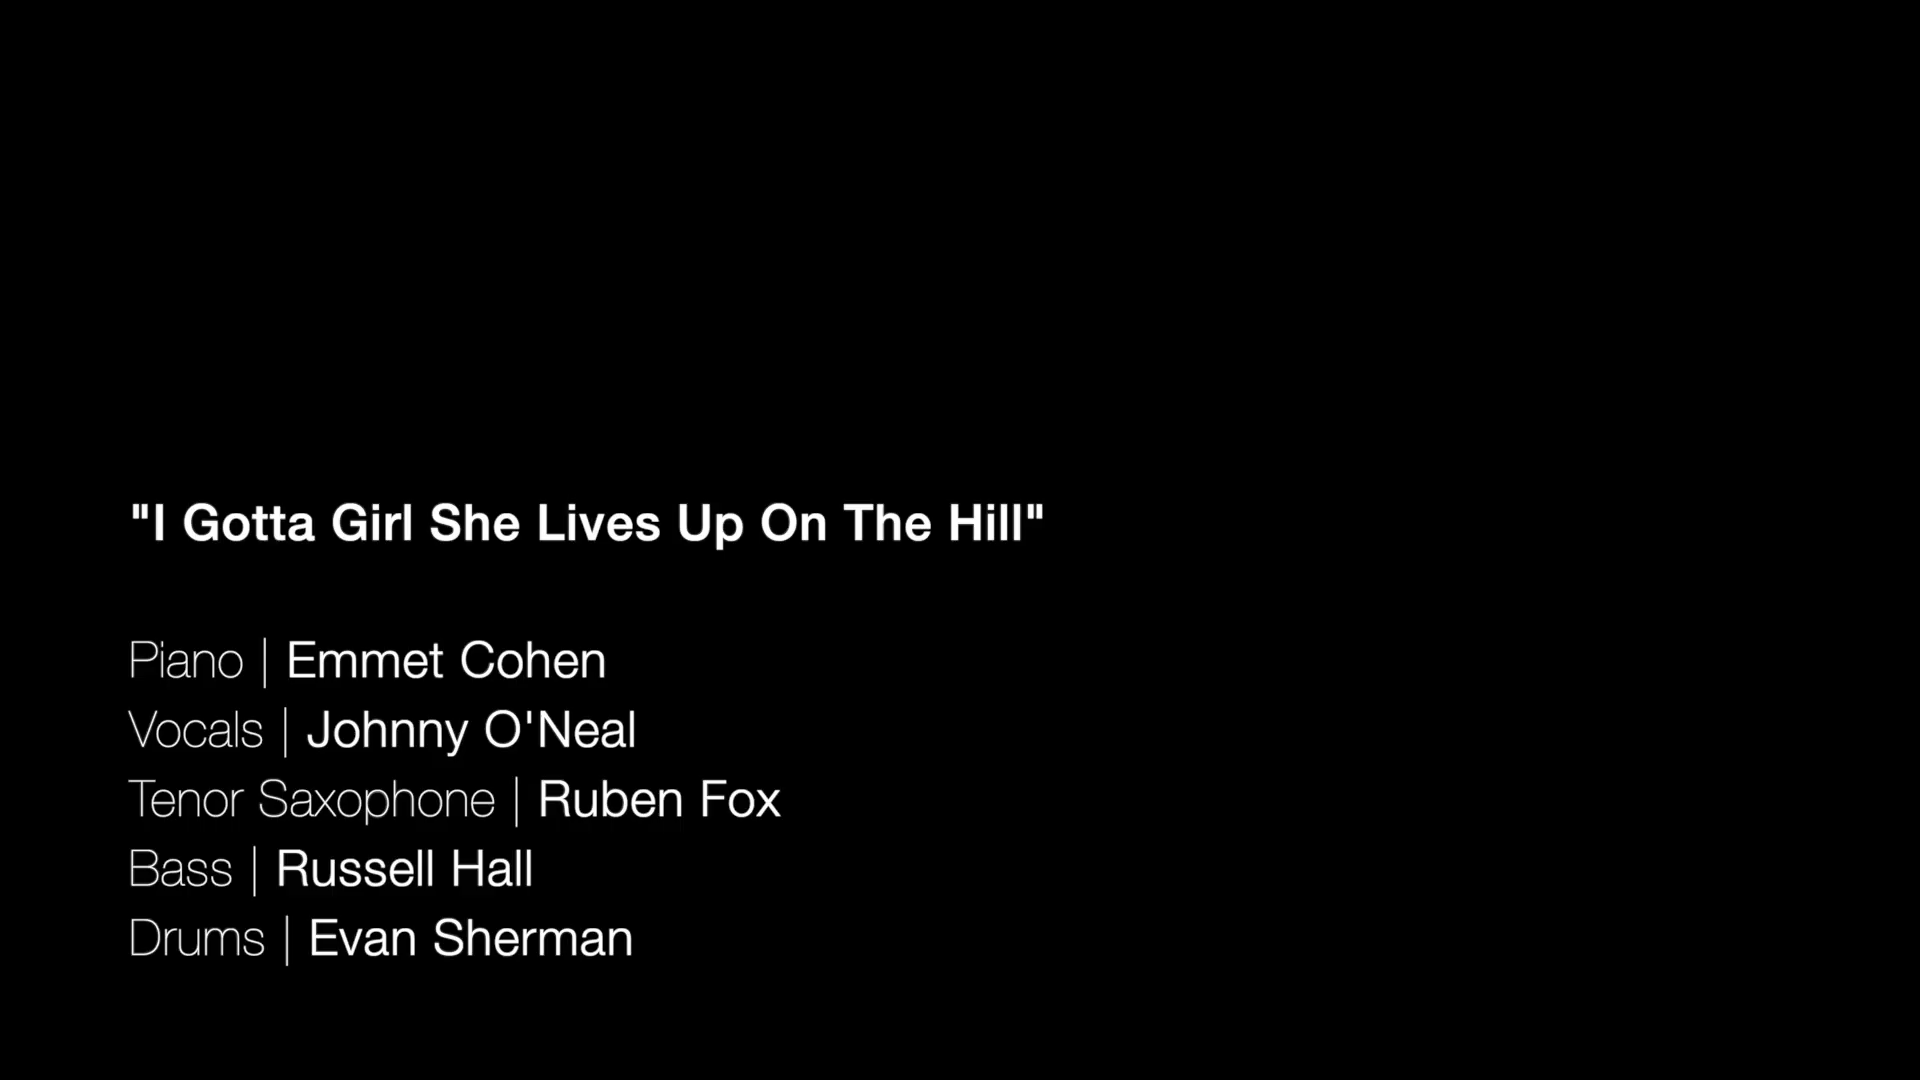 "I Gotta Girl She Lives Up On The Hill"
Piano | Emmet Cohen
Vocals | Johnny O'Neal
Tenor Saxophone | Ruben Fox
Bass | Russell Hall
Drums | Evan Sherman